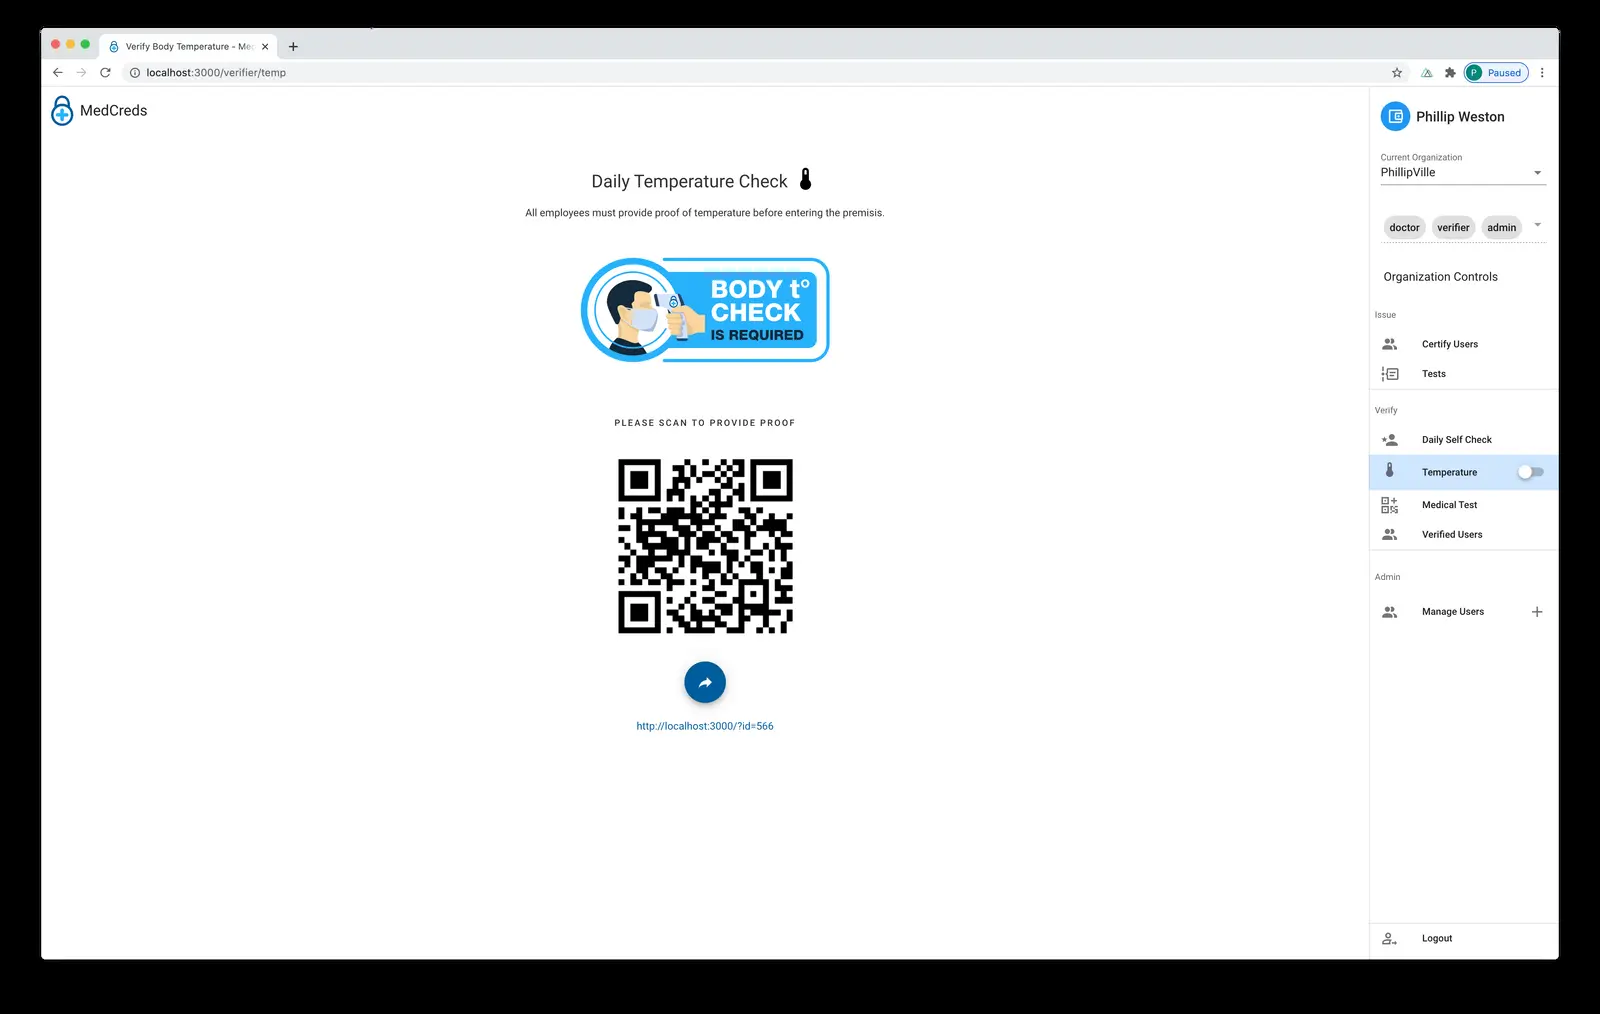 Verify Body Temperature - Me
localhost:3000/verifier/temp
P Paused
MedCreds
Daily Temperature Check
All employees must provide proof of temperature before entering the premisis.
BODY t°
CHECK
IS REQUIRED
PLEASE SCAN TO PROVIDE PROOF
http://localhost:3000/?id=566
Phillip Weston
Current Organization
PhillipVille
doctor verifier admin
Organization Controls
Issue
Certify Users
Tests
Verify
Daily Self Check
Temperature
Medical Test
Verified Users
Admin
Manage Users
Logout